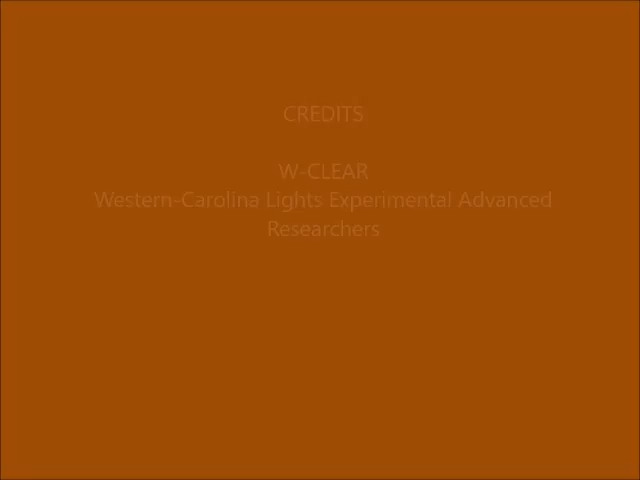 CREDITS
W-CLEAR
Western-Carolina Lights Experimental Advanced
Researchers